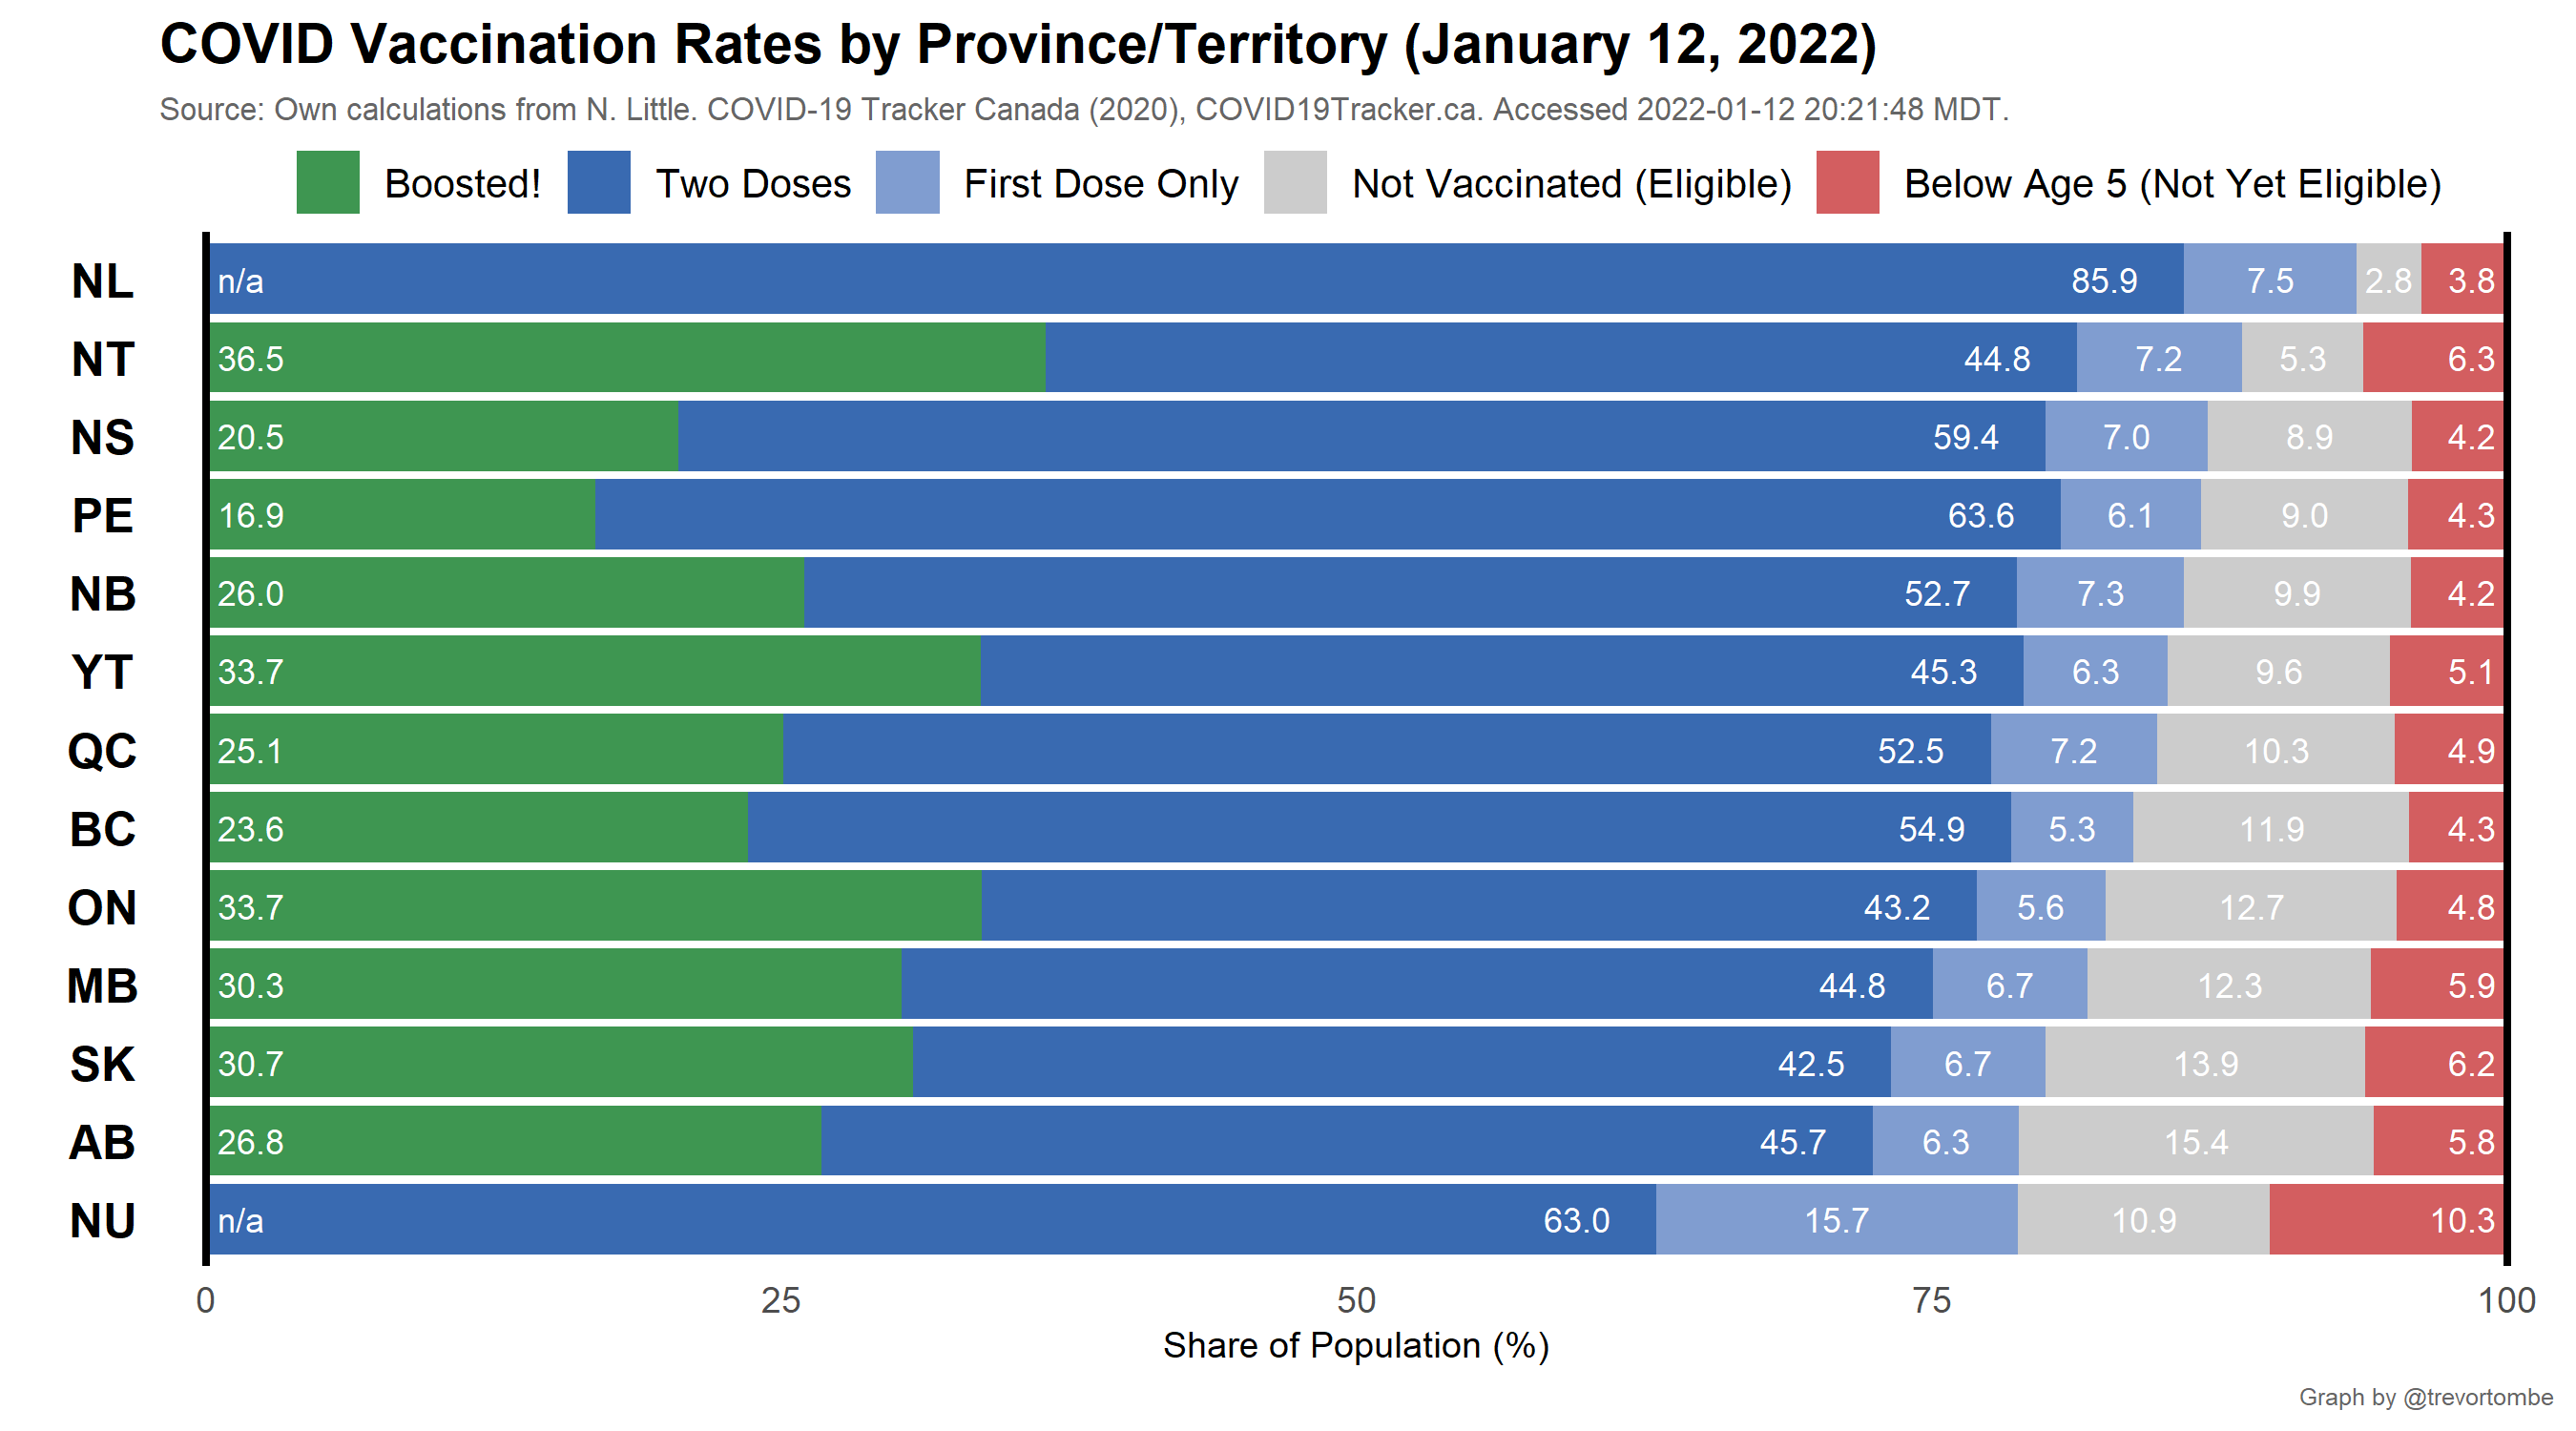 COVID Vaccination Rates by Province/Territory (January 12, 2022)
Source: Own calculations from N. Little. COVID-19 Tracker Canada (2020), COVID19Tracker.ca. Accessed 2022-01-12 20:21:48 MDT.
Boosted! Two Doses First Dose Only Not Vaccinated (Eligible) Below Age 5 (Not Yet Eligible)
NL n/a 85.9 7.5 2.8 3.8
NT 36.5 44.8 7.2 5.3 6.3
NS 20.5 59.4 7.0 8.9 4.2
PE 16.9 63.6 6.1 9.0 4.3
NB 26.0 52.7 7.3 9.9 4.2
YT 33.7 45.3 6.3 9.6 5.1
QC 25.1 52.5 7.2 10.3 4.9
BC 23.6 54.9 5.3 11.9 4.3
ON 33.7 43.2 5.6 12.7 4.8
MB 30.3 44.8 6.7 12.3 5.9
SK 30.7 42.5 6.7 13.9 6.2
AB 26.8 45.7 6.3 15.4 5.8
NU n/a 63.0 15.7 10.9 10.3
0 25 50 75 100
Share of Population (%)
Graph by @trevortombe